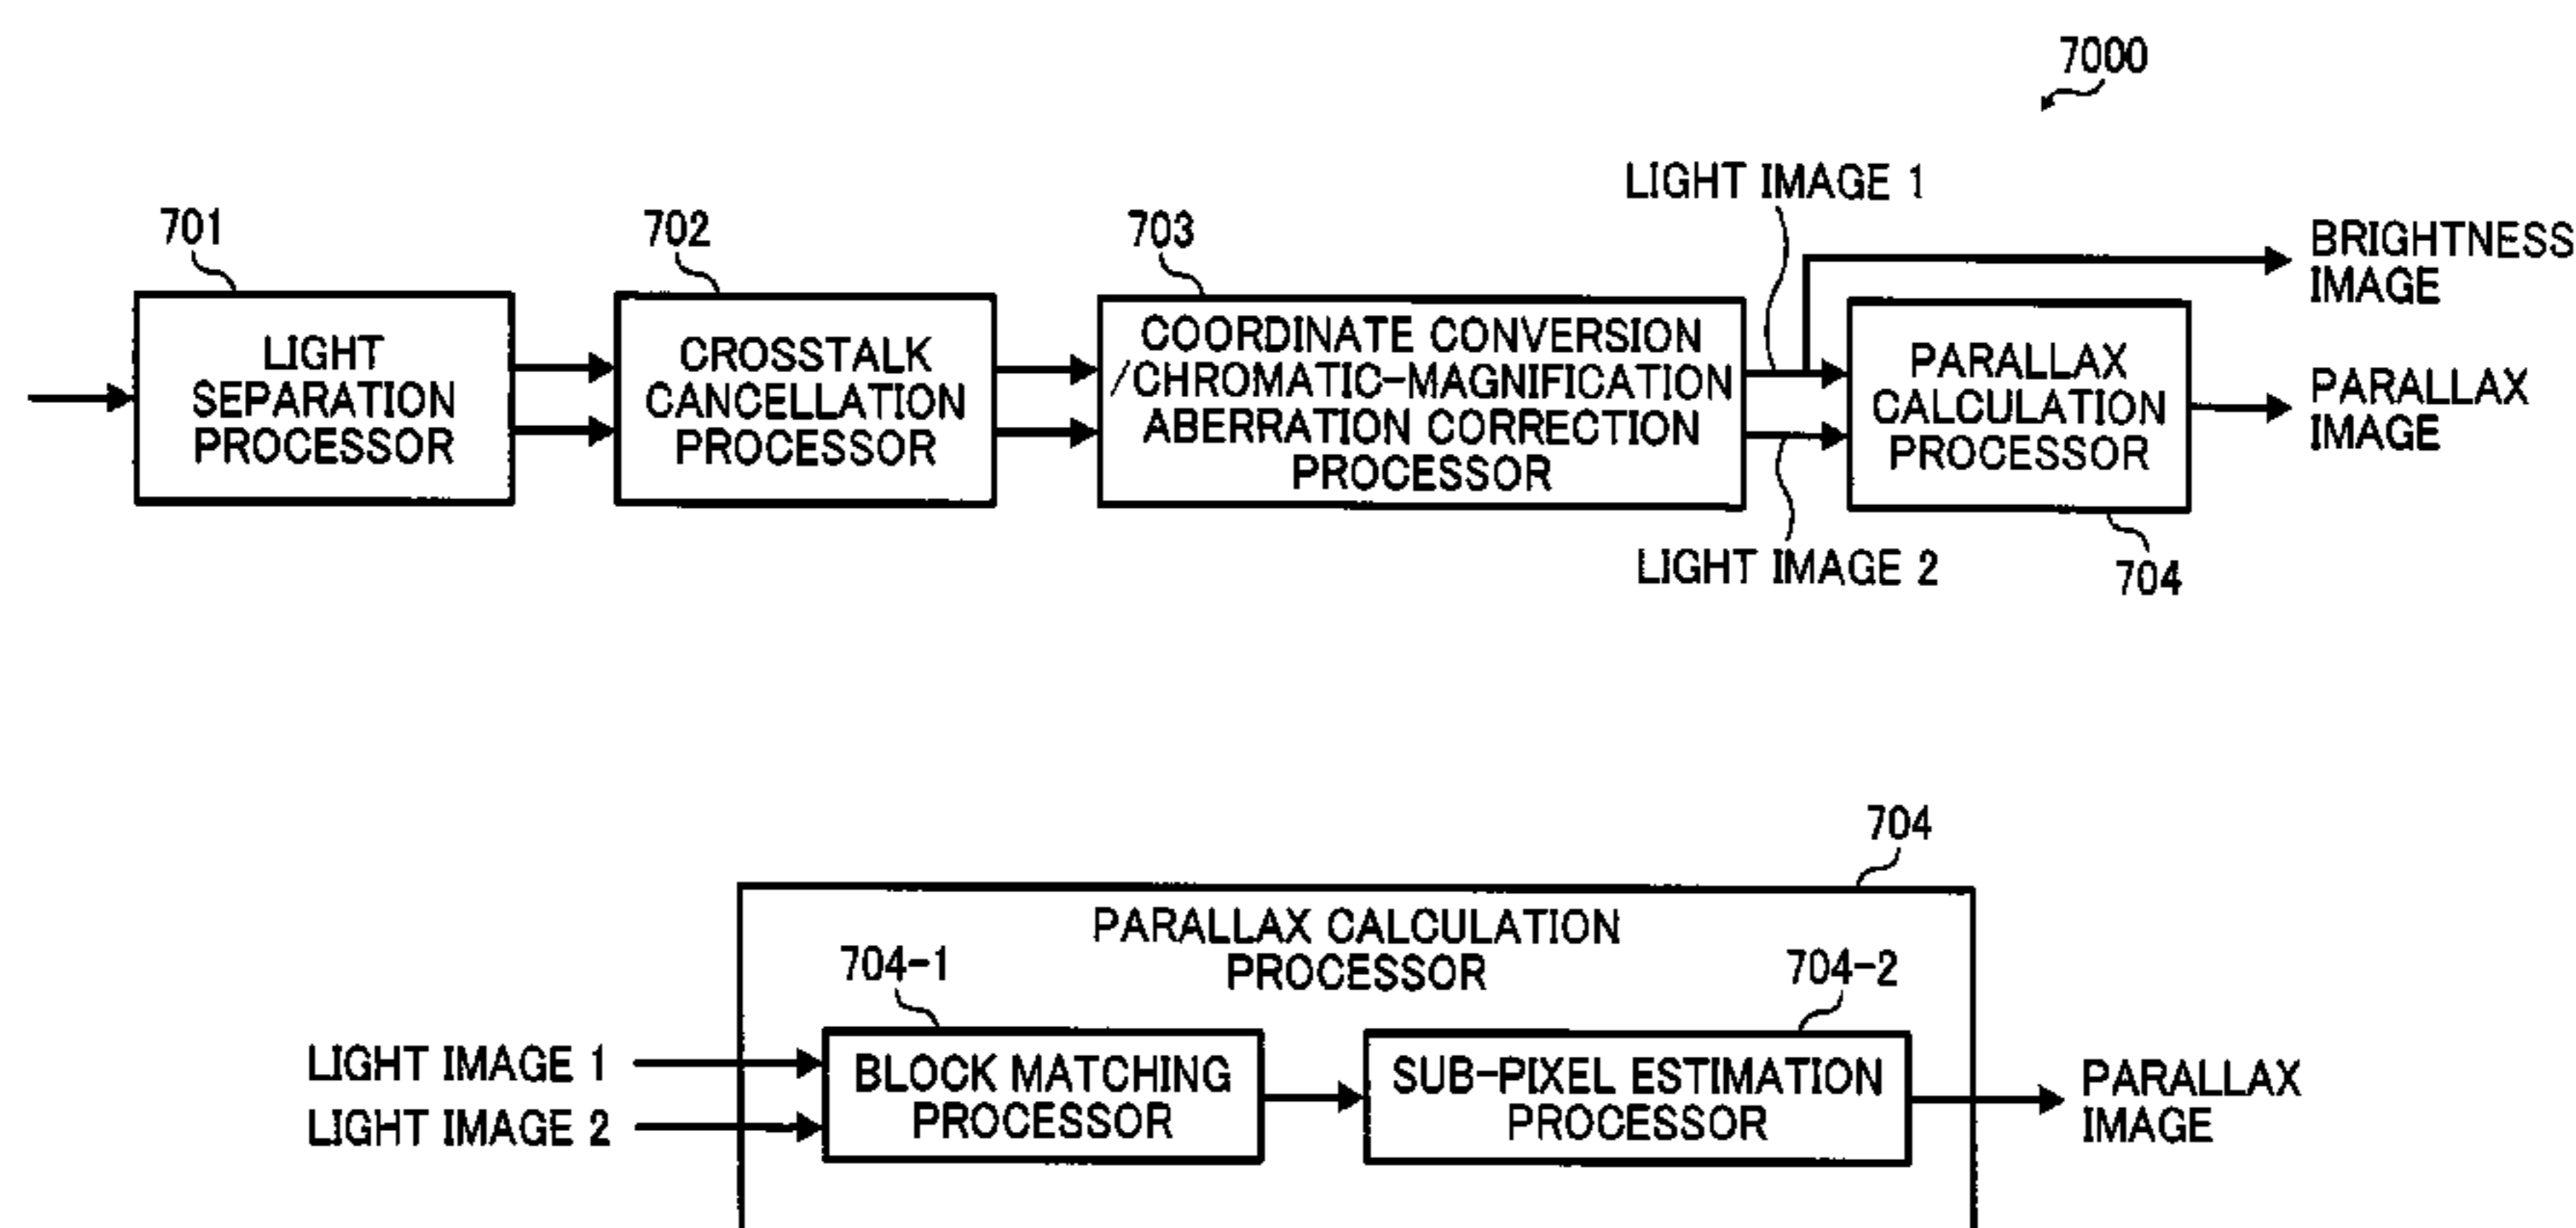 7000
LIGHT IMAGE 1
701
702
703
BRIGHTNESS
IMAGE
LIGHT
SEPARATION
PROCESSOR
CROSSTALK
CANCELLATION
PROCESSOR
COORDINATE CONVERSION
/CHROMATIC-MAGNIFICATION
ABERRATION CORRECTION
PROCESSOR
PARALLAX
CALCULATION
PROCESSOR
PARALLAX
IMAGE
LIGHT IMAGE 2
704
704
PARALLAX CALCULATION
PROCESSOR
704-1
704-2
LIGHT IMAGE 1
LIGHT IMAGE 2
BLOCK MATCHING
PROCESSOR
SUB-PIXEL ESTIMATION
PROCESSOR
PARALLAX
IMAGE